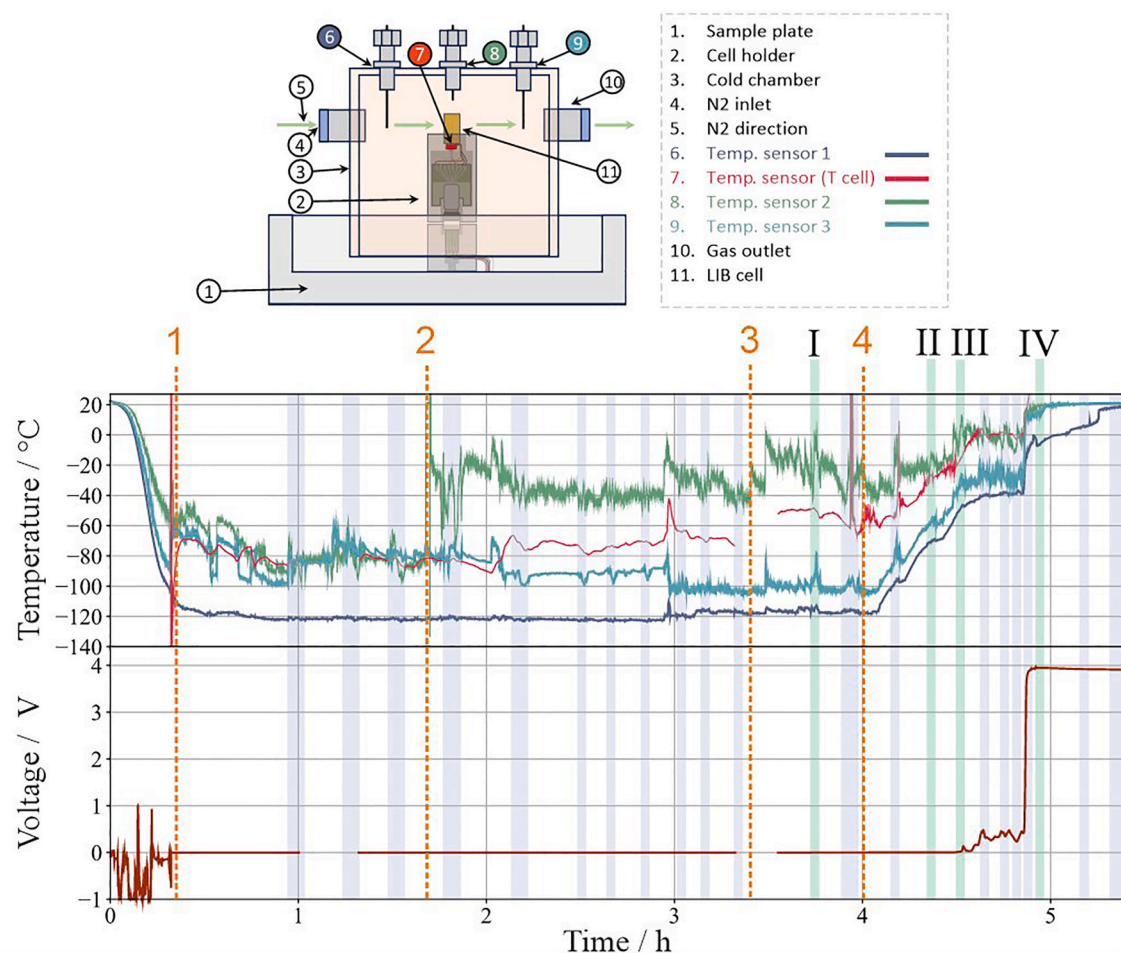 6
7
8
9
10
5
4
3
2
11
1
1. Sample plate
2. Cell holder
3. Cold chamber
4. N2 inlet
5. N2 direction
6. Temp. sensor 1
7. Temp. sensor (T cell)
8. Temp. sensor 2
9. Temp. sensor 3
10. Gas outlet
11. LIB cell
1 2 3 I 4 II III IV
Temperature / °C
20
0
−20
−40
−60
−80
−100
−120
−140
Voltage / V
4
3
2
1
0
−1
0 1 2 3 4 5
Time / h